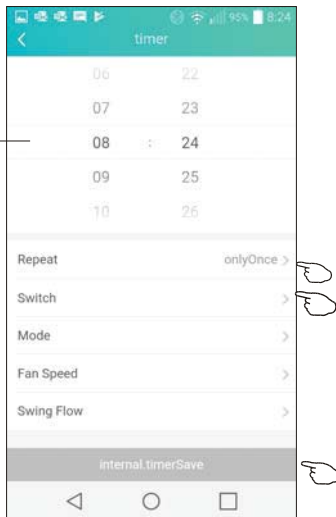 95% 8:24
timer
06 22
07 23
08 : 24
09 25
10 26
Repeat onlyOnce >
Switch >
Mode >
Fan Speed >
Swing Flow >
internal.timerSave